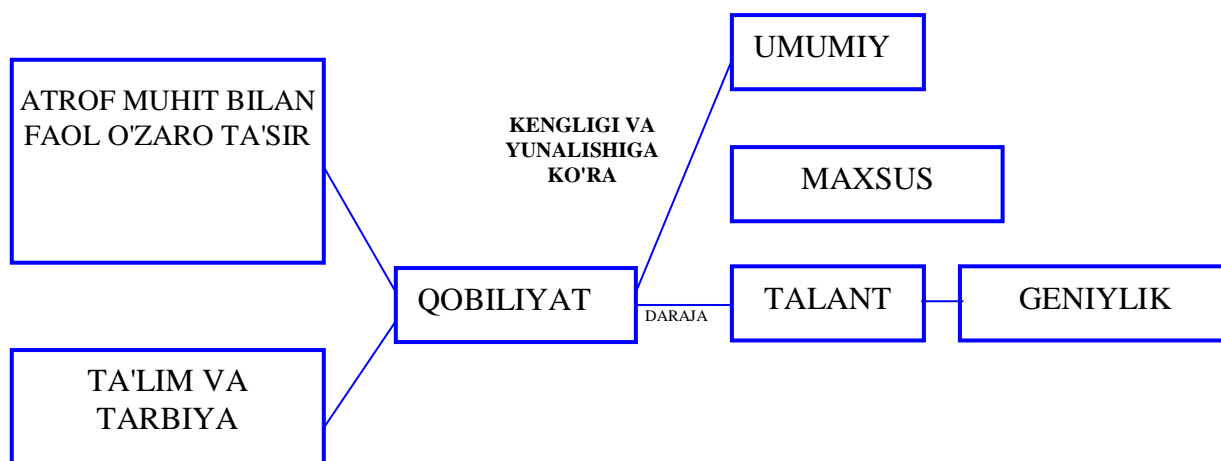 ATROF MUHIT BILAN
FAOL O'ZARO TA'SIR
TA'LIM VA
TARBIYA
QOBILIYAT
KENGLIGI VA
YUNALISHIGA
KO'RA
UMUMIY
MAXSUS
DARAJA
TALANT
GENIYLIK